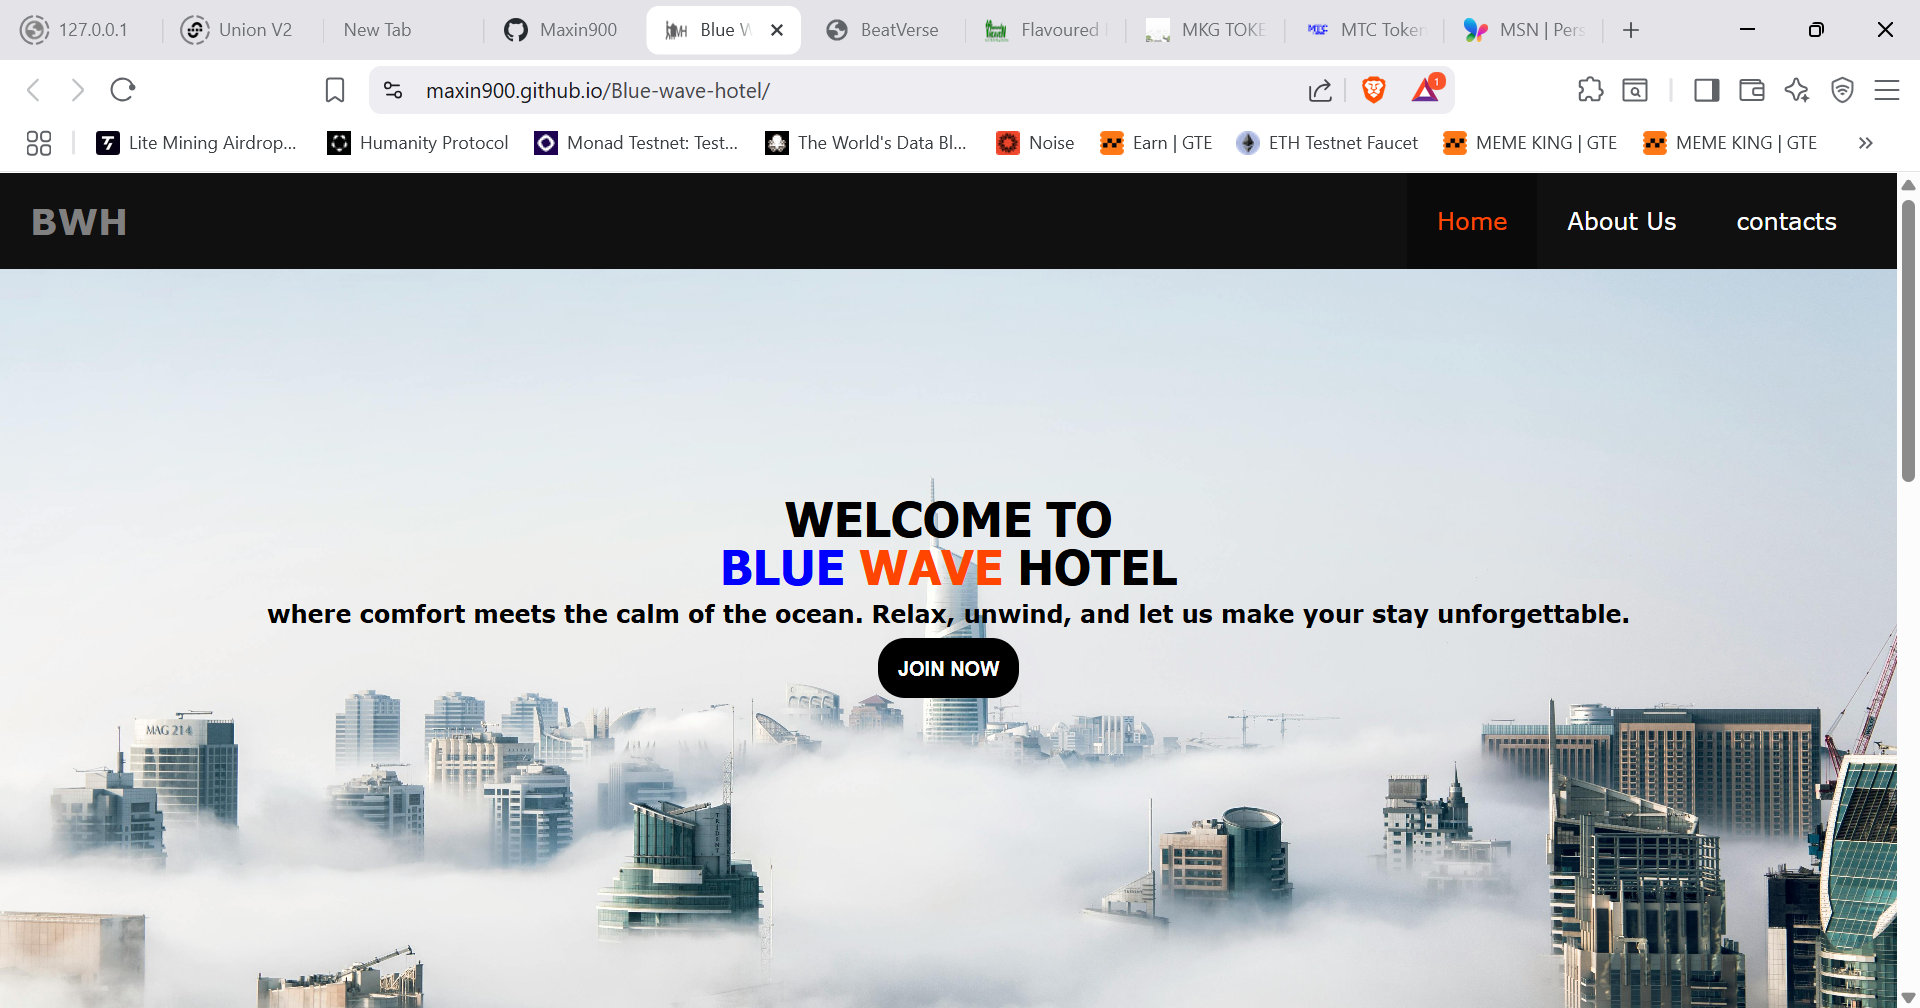 127.0.0.1
Union V2
New Tab
Maxin900
Blue W
BeatVerse
Flavoured
MKG TOKE
MTC Token
MSN | Pers
maxin900.github.io/Blue-wave-hotel/
1
Lite Mining Airdrop...
Humanity Protocol
Monad Testnet: Test...
The World's Data Bl...
Noise
Earn | GTE
ETH Testnet Faucet
MEME KING | GTE
MEME KING | GTE
BWH
Home
About Us
contacts
WELCOME TO
BLUE WAVE HOTEL
where comfort meets the calm of the ocean. Relax, unwind, and let us make your stay unforgettable.
JOIN NOW
MAG 214
TRIDENT